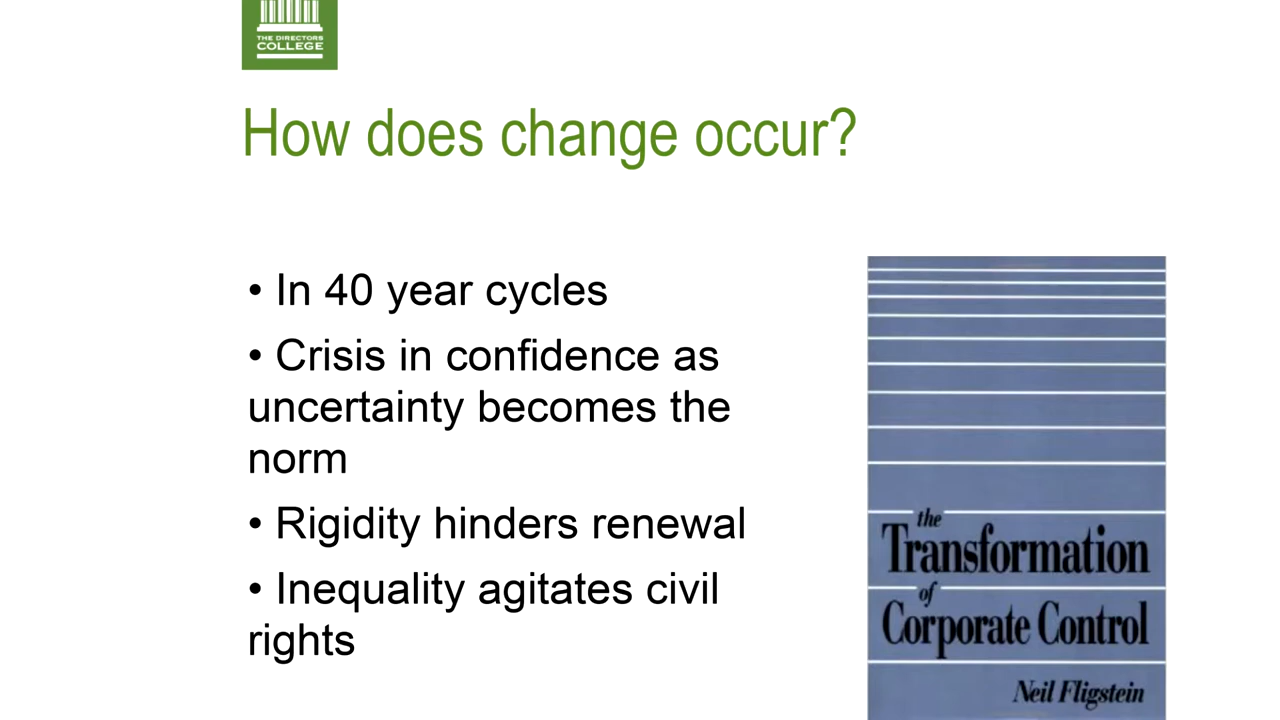 THE DIRECTORS
COLLEGE
How does change occur?
• In 40 year cycles
• Crisis in confidence as
uncertainty becomes the
norm
• Rigidity hinders renewal
• Inequality agitates civil
rights
the
Transformation
of
Corporate Control
Neil Fligstein